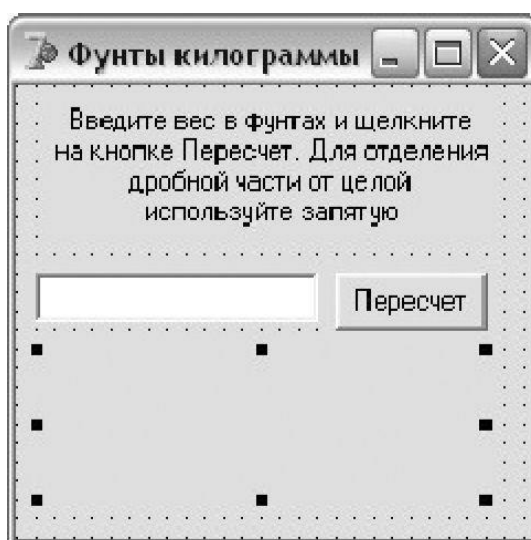 Фунты килограммы
Введите вес в фунтах и щелкните
на кнопке Пересчет. Для отделения
дробной части от целой
используйте запятую
Пересчет